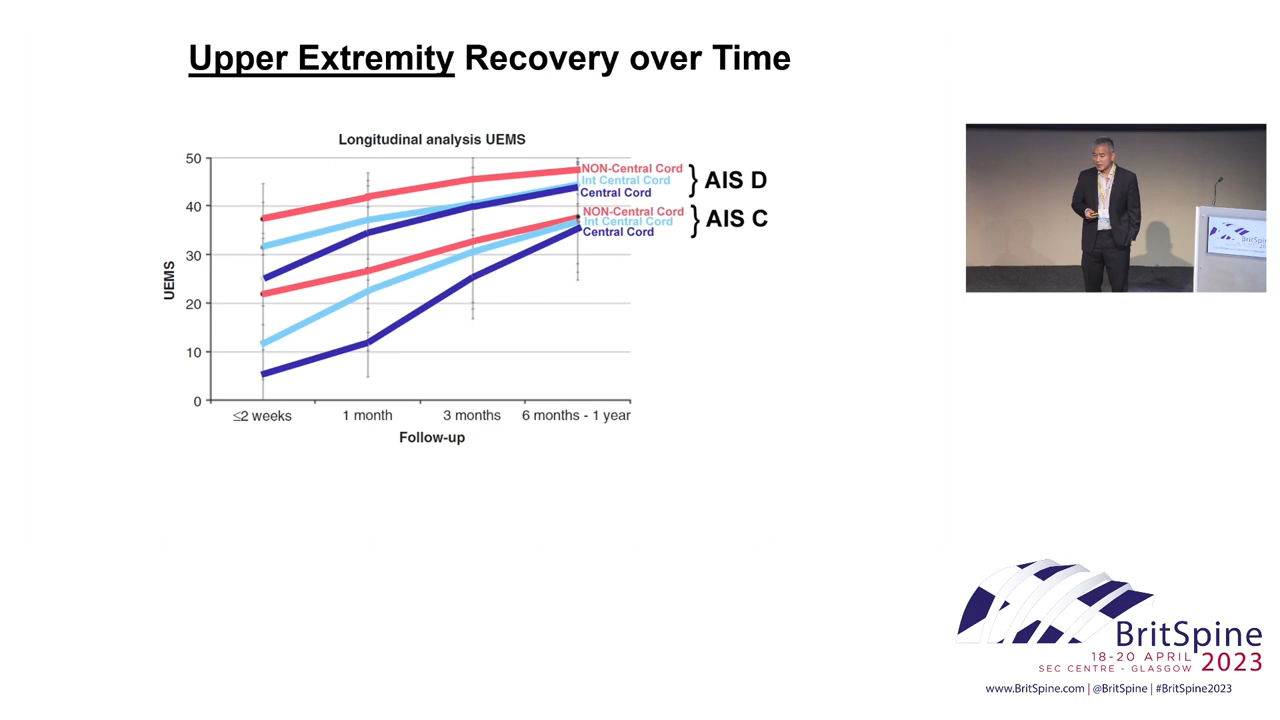 Upper Extremity Recovery over Time
Longitudinal analysis UEMS
50
40
30
20
10
0
UEMS
NON-Central Cord
Int Central Cord
Central Cord
AIS D
NON-Central Cord
Int Central Cord
Central Cord
AIS C
≤2 weeks
1 month
3 months
6 months - 1 year
Follow-up
BritSpine
18-20 APRIL 2023
SEC CENTRE - GLASGOW
www.BritSpine.com | @BritSpine | #BritSpine2023